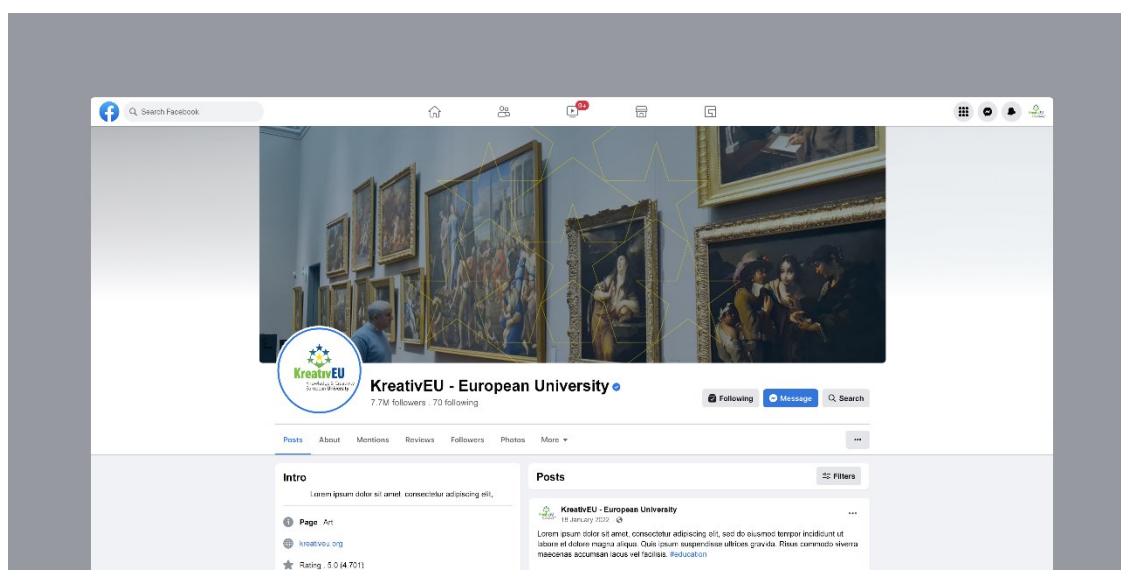 Search Facebook
9+
KreativEU
Knowledge & Creativity
European University
KreativEU - European University
7.7M followers . 70 following
Following
Message
Search
Posts
About
Mentions
Reviews
Followers
Photos
More
Intro
Lorem ipsum dolor sit amet, consectetur adipiscing elit,
Page . Art
kreativeu.org
Rating . 5.0 (4.701)
Posts
Filters
KreativEU - European University
18 January 2022 .
Lorem ipsum dolor sit amet, consectetur adipiscing elit, sed do eiusmod tempor incididunt ut
labore et dolore magna aliqua. Quis ipsum suspendisse ultrices gravida. Risus commodo viverra
maecenas accumsan lacus vel facilisis. #education